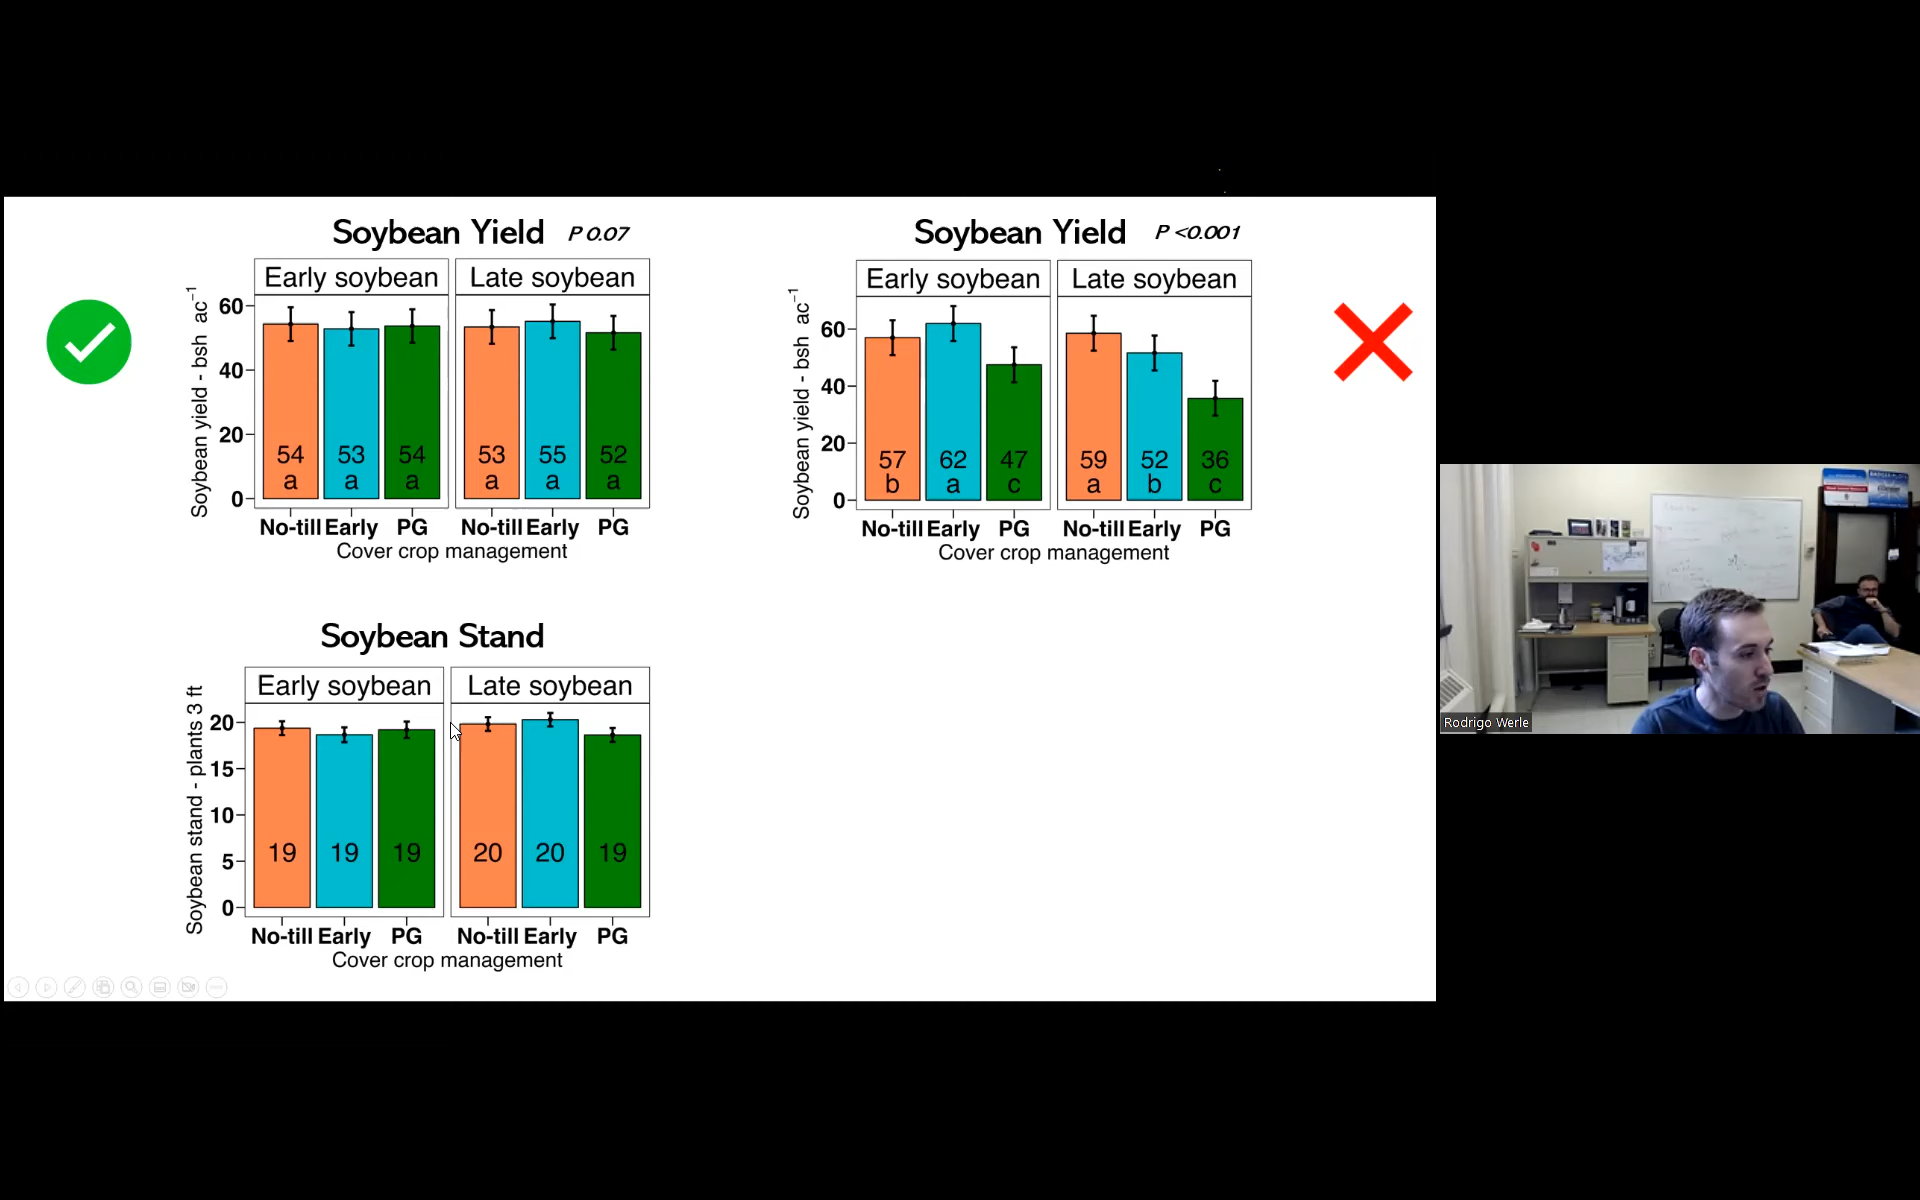 Soybean Yield P 0.07
Early soybean Late soybean
Soybean yield - bsh ac⁻¹
60
40
20
0
54 53 54 53 55 52
a a a a a a
No-till Early PG No-till Early PG
Cover crop management
Soybean Yield P <0.001
Early soybean Late soybean
Soybean yield - bsh ac⁻¹
60
40
20
0
57 62 47 59 52 36
b a c a b c
No-till Early PG No-till Early PG
Cover crop management
Soybean Stand
Early soybean Late soybean
Soybean stand - plants 3 ft
20
15
10
5
0
19 19 19 20 20 19
No-till Early PG No-till Early PG
Cover crop management
Rodrigo Werle